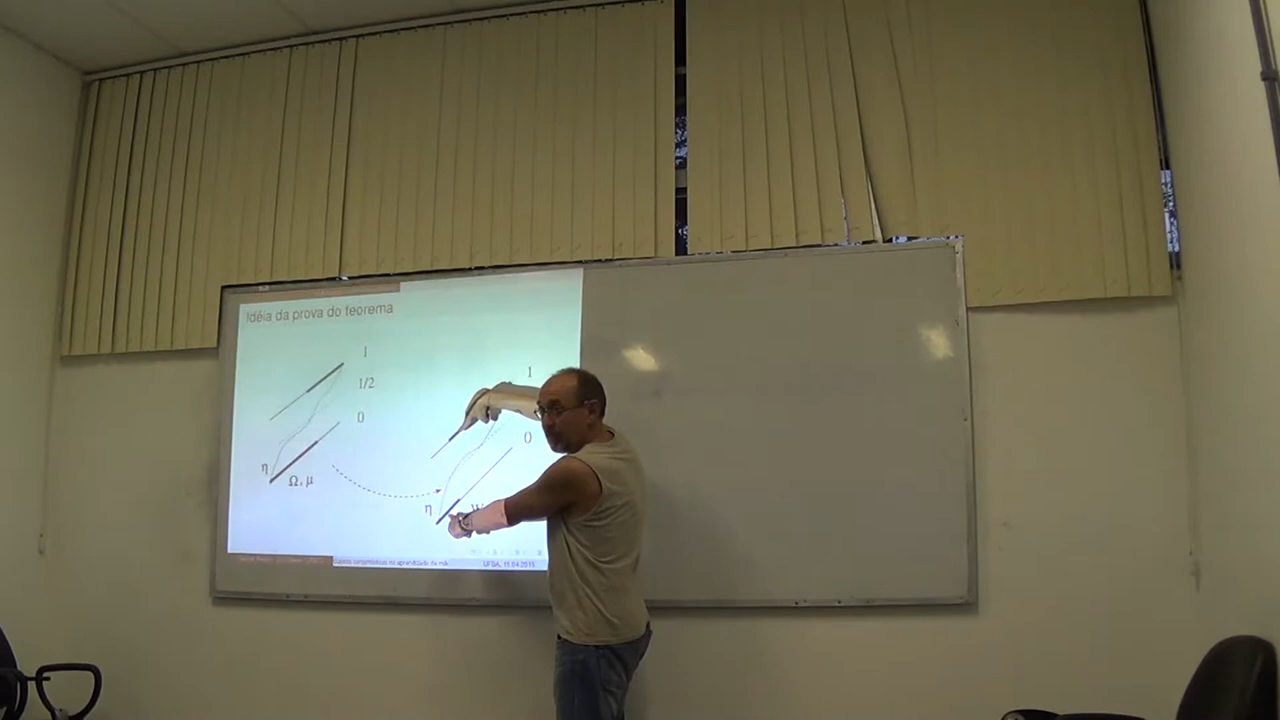 Idéia da prova do teorema
1
1/2
0
η
Ω, μ
1
0
η
UFBA, 15.04.2015